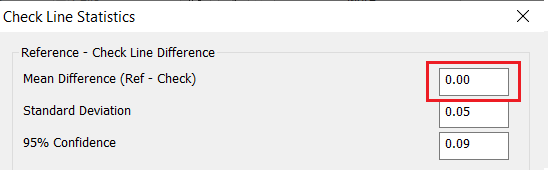 Check Line Statistics
Reference - Check Line Difference
Mean Difference (Ref - Check) 0.00
Standard Deviation 0.05
95% Confidence 0.09